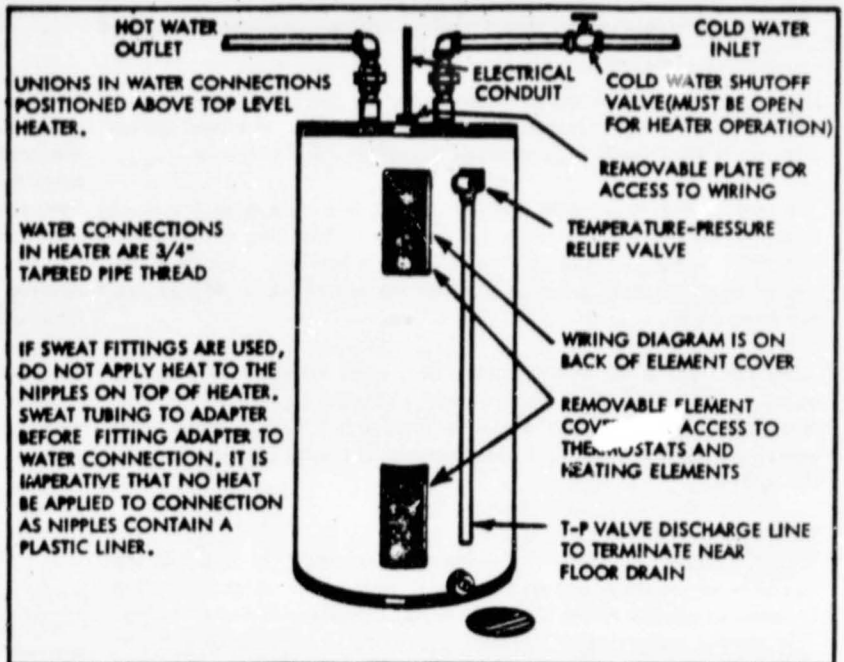 HOT WATER
OUTLET
COLD WATER
INLET
UNIONS IN WATER CONNECTIONS
POSITIONED ABOVE TOP LEVEL
HEATER.
ELECTRICAL
CONDUIT
COLD WATER SHUTOFF
VALVE(MUST BE OPEN
FOR HEATER OPERATION)
REMOVABLE PLATE FOR
ACCESS TO WIRING
WATER CONNECTIONS
IN HEATER ARE 3/4"
TAPERED PIPE THREAD
TEMPERATURE-PRESSURE
RELIEF VALVE
IF SWEAT FITTINGS ARE USED,
DO NOT APPLY HEAT TO THE
NIPPLES ON TOP OF HEATER.
SWEAT TUBING TO ADAPTER
BEFORE FITTING ADAPTER TO
WATER CONNECTION. IT IS
IMPERATIVE THAT NO HEAT
BE APPLIED TO CONNECTION
AS NIPPLES CONTAIN A
PLASTIC LINER.
WIRING DIAGRAM IS ON
BACK OF ELEMENT COVER
REMOVABLE ELEMENT
ACCESS TO
THERMOSTATS AND
HEATING ELEMENTS
T-P VALVE DISCHARGE LINE
TO TERMINATE NEAR
FLOOR DRAIN